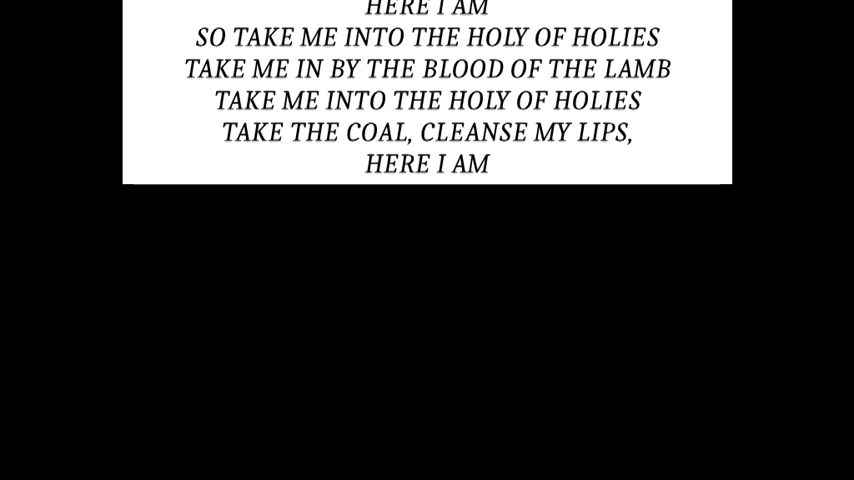 HERE I AM
SO TAKE ME INTO THE HOLY OF HOLIES
TAKE ME IN BY THE BLOOD OF THE LAMB
TAKE ME INTO THE HOLY OF HOLIES
TAKE THE COAL, CLEANSE MY LIPS,
HERE I AM